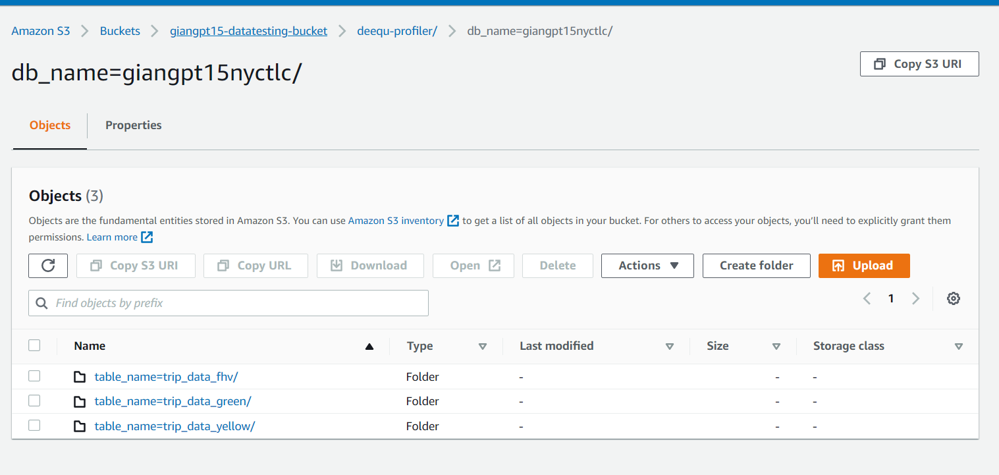 Amazon S3 > Buckets > giangpt15-datatesting-bucket > deequ-profiler/ > db_name=giangpt15nyctlc/
db_name=giangpt15nyctlc/
Copy S3 URI
Objects Properties
Objects (3)
Objects are the fundamental entities stored in Amazon S3. You can use Amazon S3 inventory to get a list of all objects in your bucket. For others to access your objects, you’ll need to explicitly grant them
permissions. Learn more
Copy S3 URI Copy URL Download Open Delete Actions Create folder Upload
Find objects by prefix
1
Name Type Last modified Size Storage class
table_name=trip_data_fhv/ Folder - - -
table_name=trip_data_green/ Folder - - -
table_name=trip_data_yellow/ Folder - - -